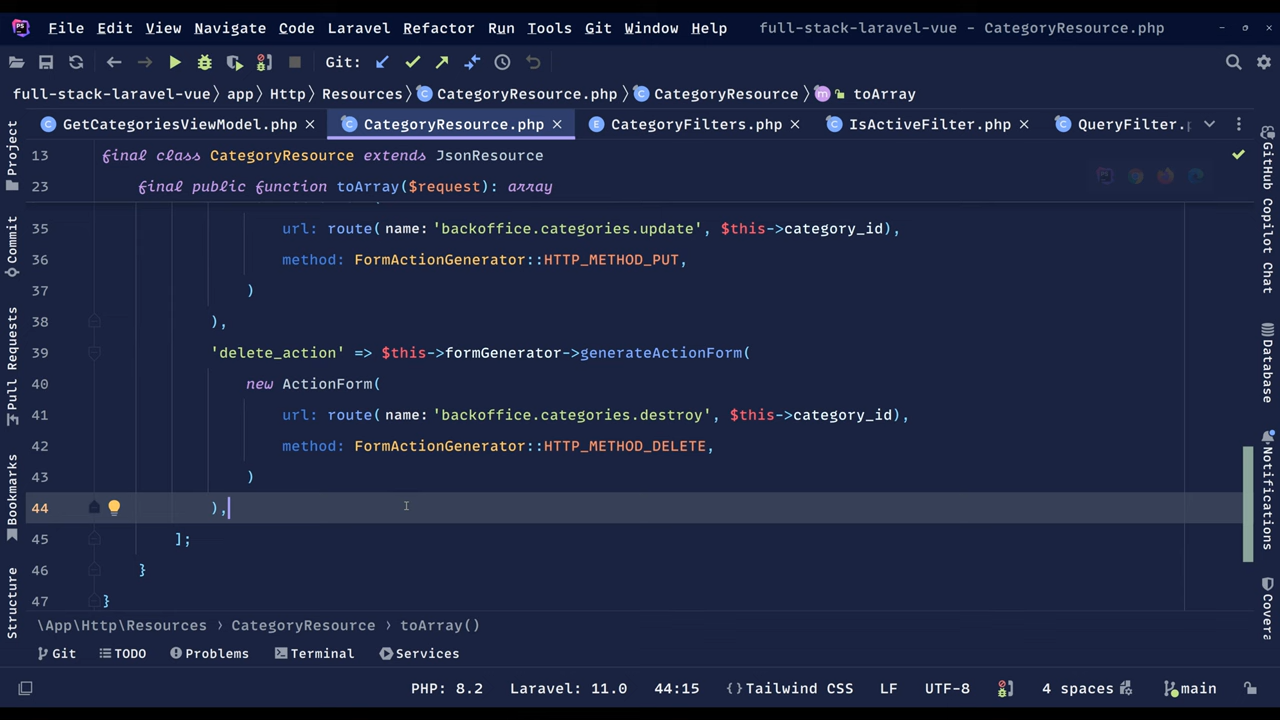 PS File Edit View Navigate Code Laravel Refactor Run Tools Git Window Help full-stack-laravel-vue – CategoryResource.php
Git:
full-stack-laravel-vue 〉 app 〉 Http 〉 Resources 〉 CategoryResource.php 〉 CategoryResource 〉 toArray
GetCategoriesViewModel.php CategoryResource.php CategoryFilters.php IsActiveFilter.php QueryFilter.
13 final class CategoryResource extends JsonResource
23 final public function toArray($request): array
35 url: route( name: 'backoffice.categories.update', $this->category_id),
36 method: FormActionGenerator::HTTP_METHOD_PUT,
37 )
38 ),
39 'delete_action' => $this->formGenerator->generateActionForm(
40 new ActionForm(
41 url: route( name: 'backoffice.categories.destroy', $this->category_id),
42 method: FormActionGenerator::HTTP_METHOD_DELETE,
43 )
44 ),
45 ];
46 }
47 }
\App\Http\Resources 〉 CategoryResource 〉 toArray()
Git TODO Problems Terminal Services
PHP: 8.2 Laravel: 11.0 44:15 {} Tailwind CSS LF UTF-8 4 spaces main
Project
Commit
Pull Requests
Bookmarks
Structure
GitHub Copilot Chat
Database
Notifications
Covera